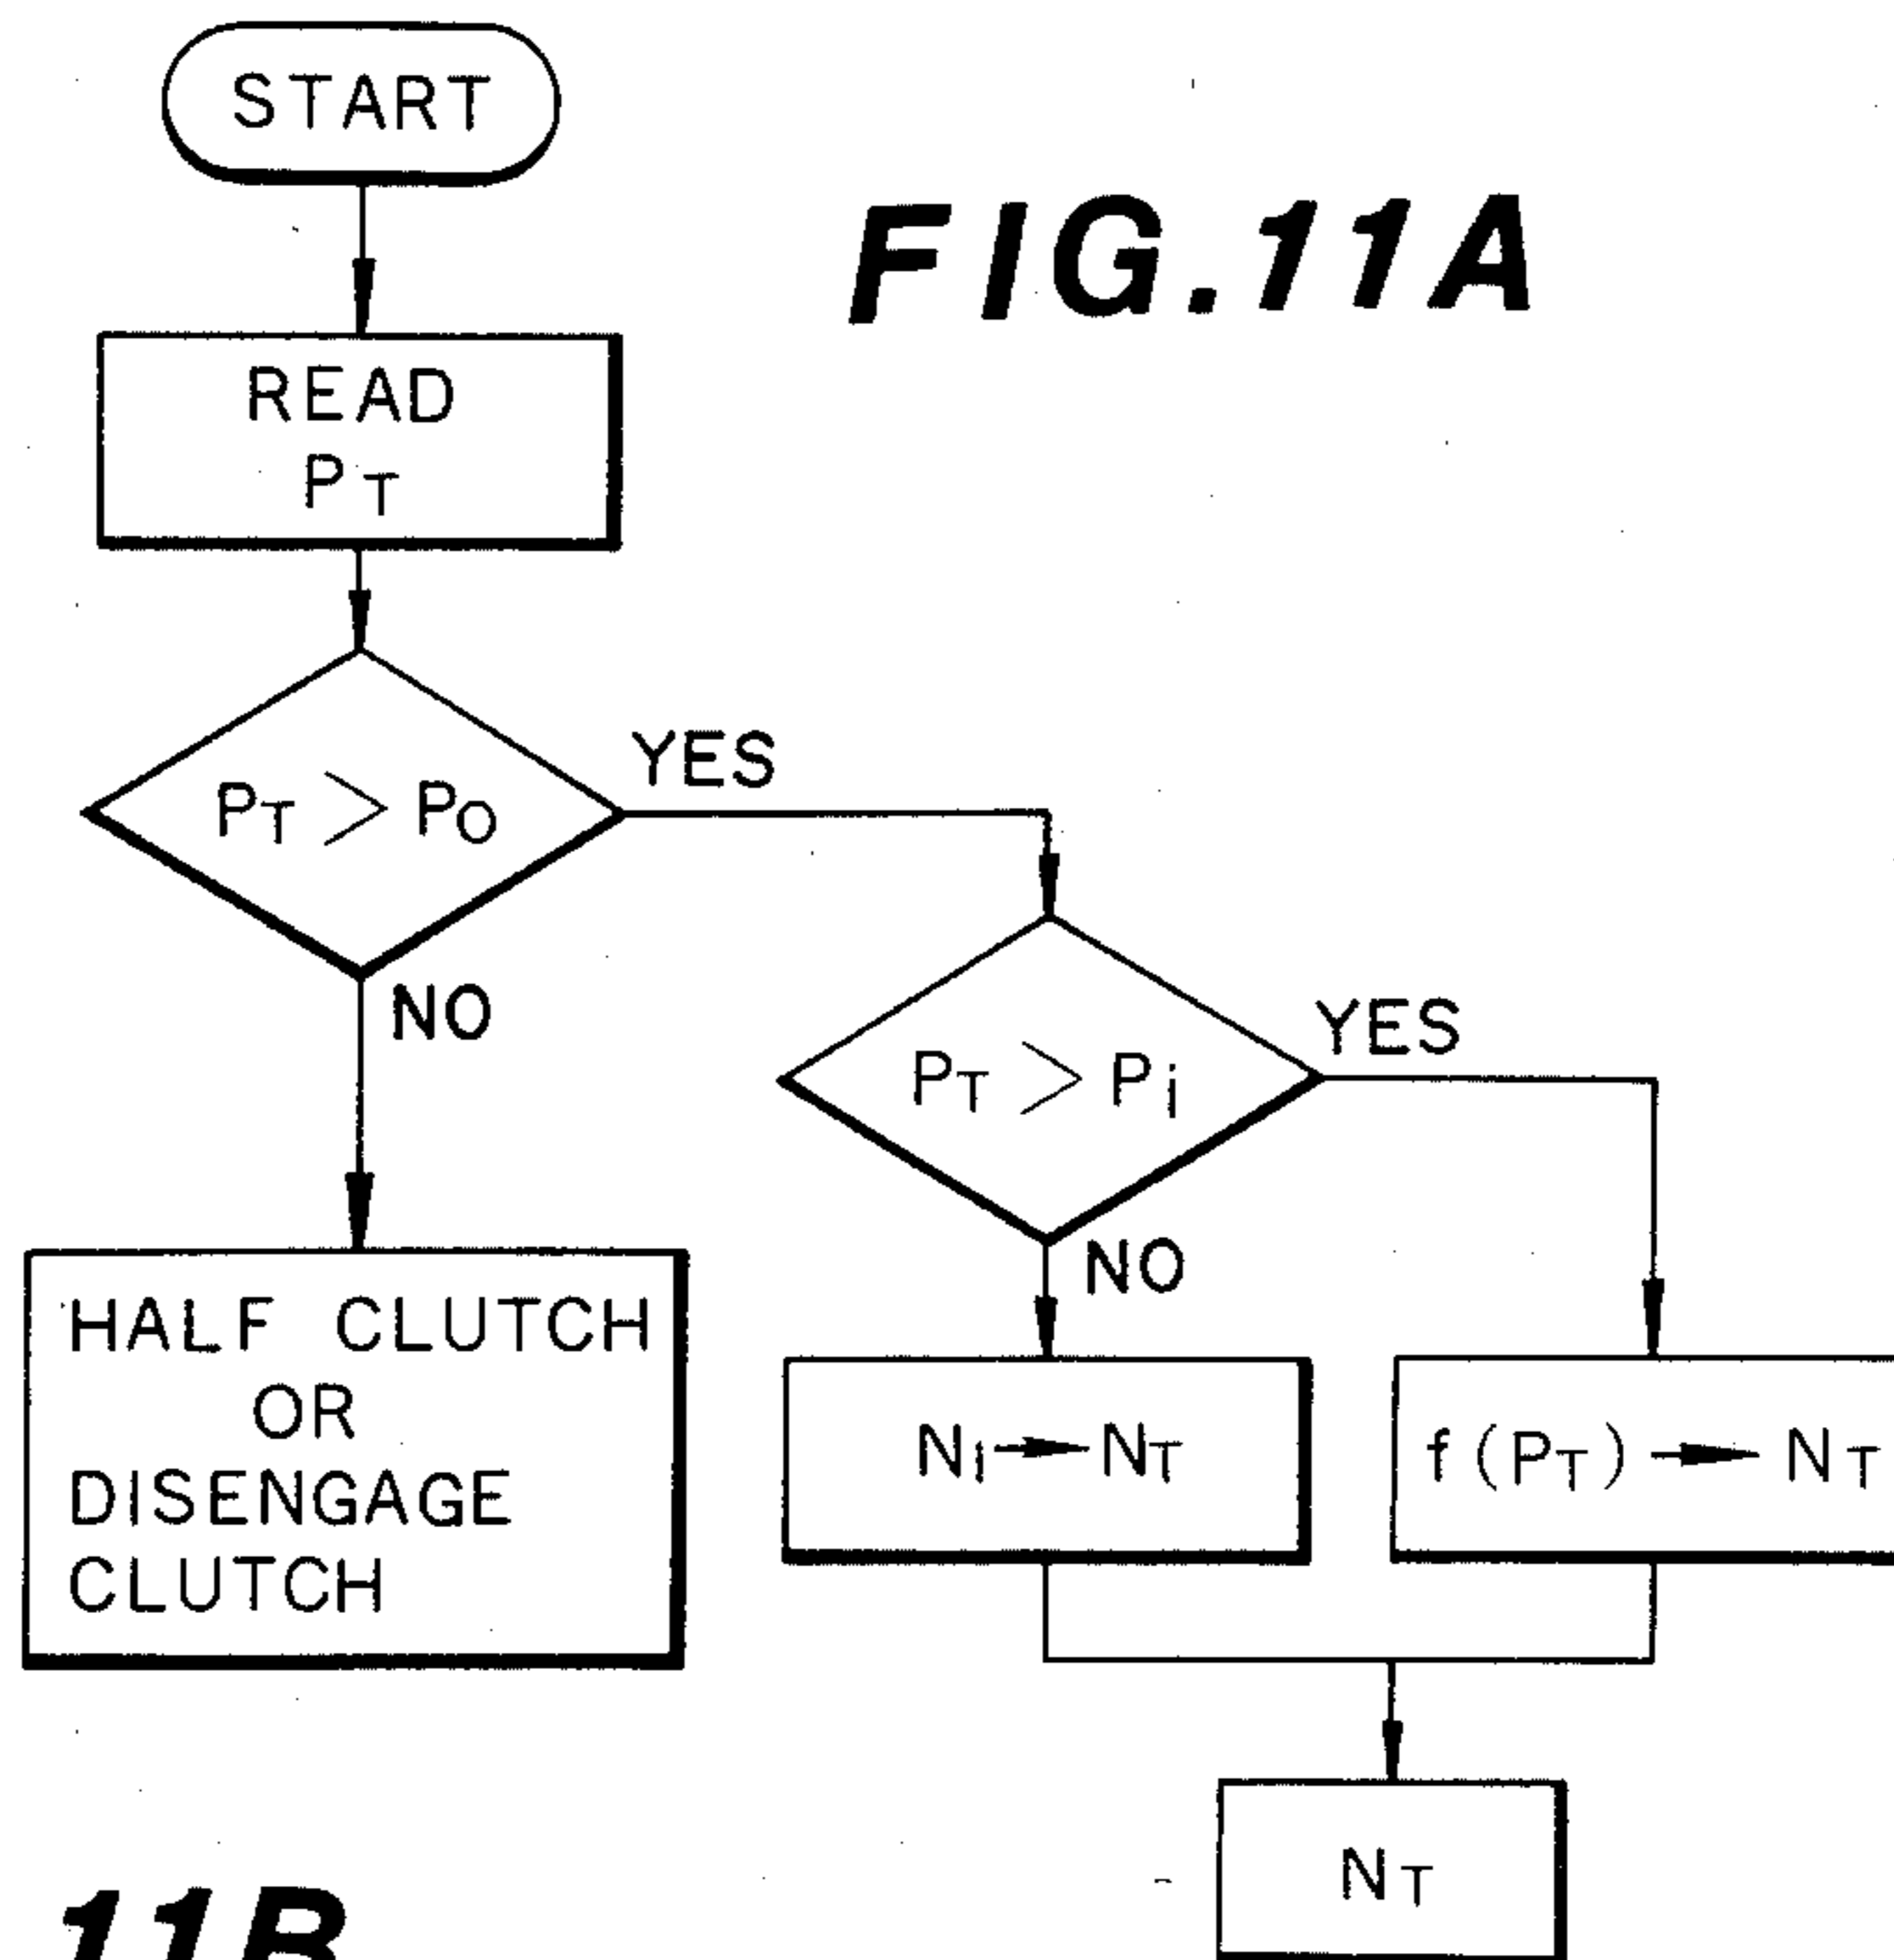 START
FIG.11A
READ
PT
PT > PO
YES
NO
PT > Pi
YES
NO
HALF CLUTCH
OR
DISENGAGE
CLUTCH
Ni → NT
f (PT) → NT
NT
11B